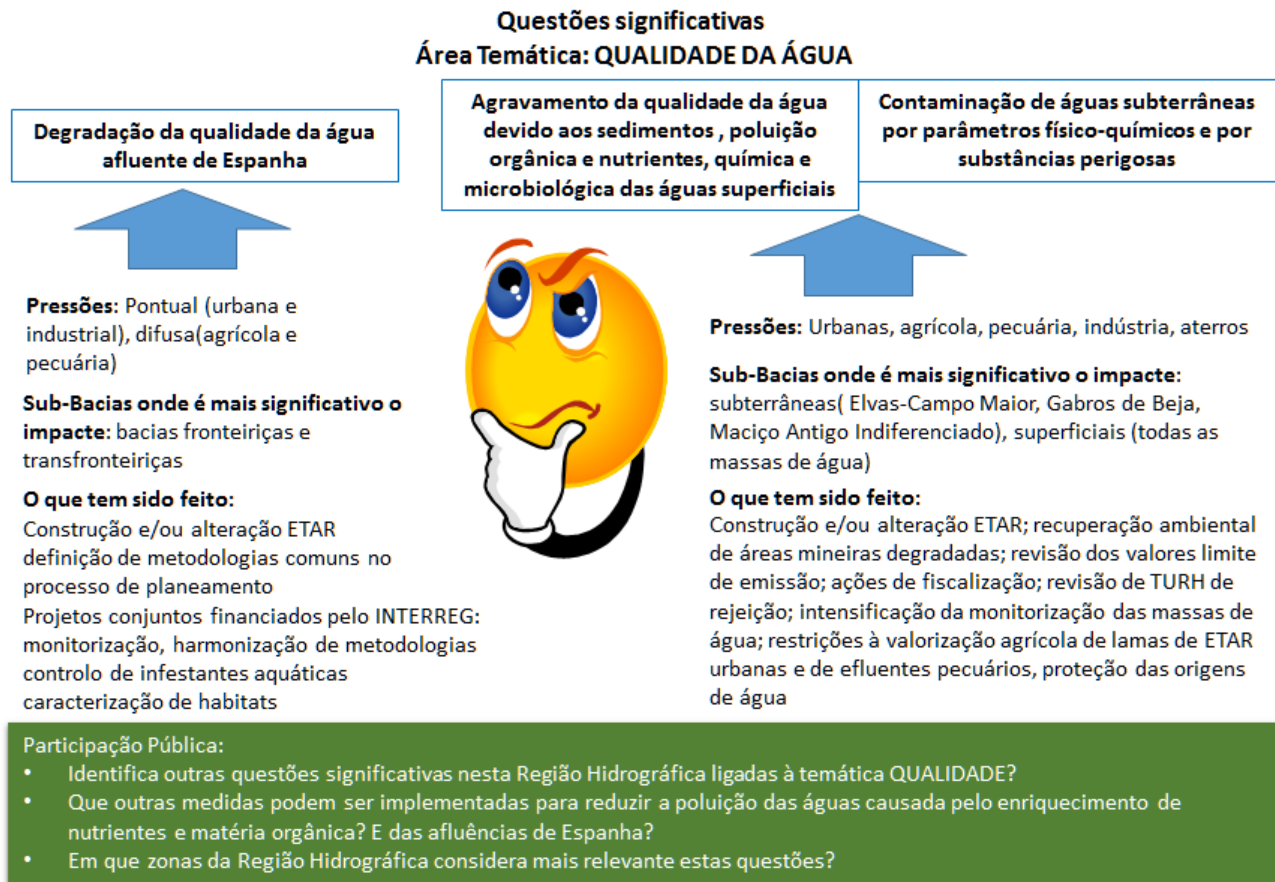 Questões significativas
Área Temática: QUALIDADE DA ÁGUA
Degradação da qualidade da água
afluente de Espanha
Agravamento da qualidade da água
devido aos sedimentos , poluição
orgânica e nutrientes, química e
microbiológica das águas superficiais
Contaminação de águas subterrâneas
por parâmetros físico-químicos e por
substâncias perigosas
Pressões: Pontual (urbana e
industrial), difusa(agrícola e
pecuária)
Sub-Bacias onde é mais significativo o
impacte: bacias fronteiriças e
transfronteiriças
O que tem sido feito:
Construção e/ou alteração ETAR
definição de metodologias comuns no
processo de planeamento
Projetos conjuntos financiados pelo INTERREG:
monitorização, harmonização de metodologias
controlo de infestantes aquáticas
caracterização de habitats
Pressões: Urbanas, agrícola, pecuária, indústria, aterros
Sub-Bacias onde é mais significativo o impacte:
subterrâneas( Elvas-Campo Maior, Gabros de Beja,
Maciço Antigo Indiferenciado), superficiais (todas as
massas de água)
O que tem sido feito:
Construção e/ou alteração ETAR; recuperação ambiental
de áreas mineiras degradadas; revisão dos valores limite
de emissão; ações de fiscalização; revisão de TURH de
rejeição; intensificação da monitorização das massas de
água; restrições à valorização agrícola de lamas de ETAR
urbanas e de efluentes pecuários, proteção das origens
de água
Participação Pública:
• Identifica outras questões significativas nesta Região Hidrográfica ligadas à temática QUALIDADE?
• Que outras medidas podem ser implementadas para reduzir a poluição das águas causada pelo enriquecimento de
nutrientes e matéria orgânica? E das afluências de Espanha?
• Em que zonas da Região Hidrográfica considera mais relevante estas questões?